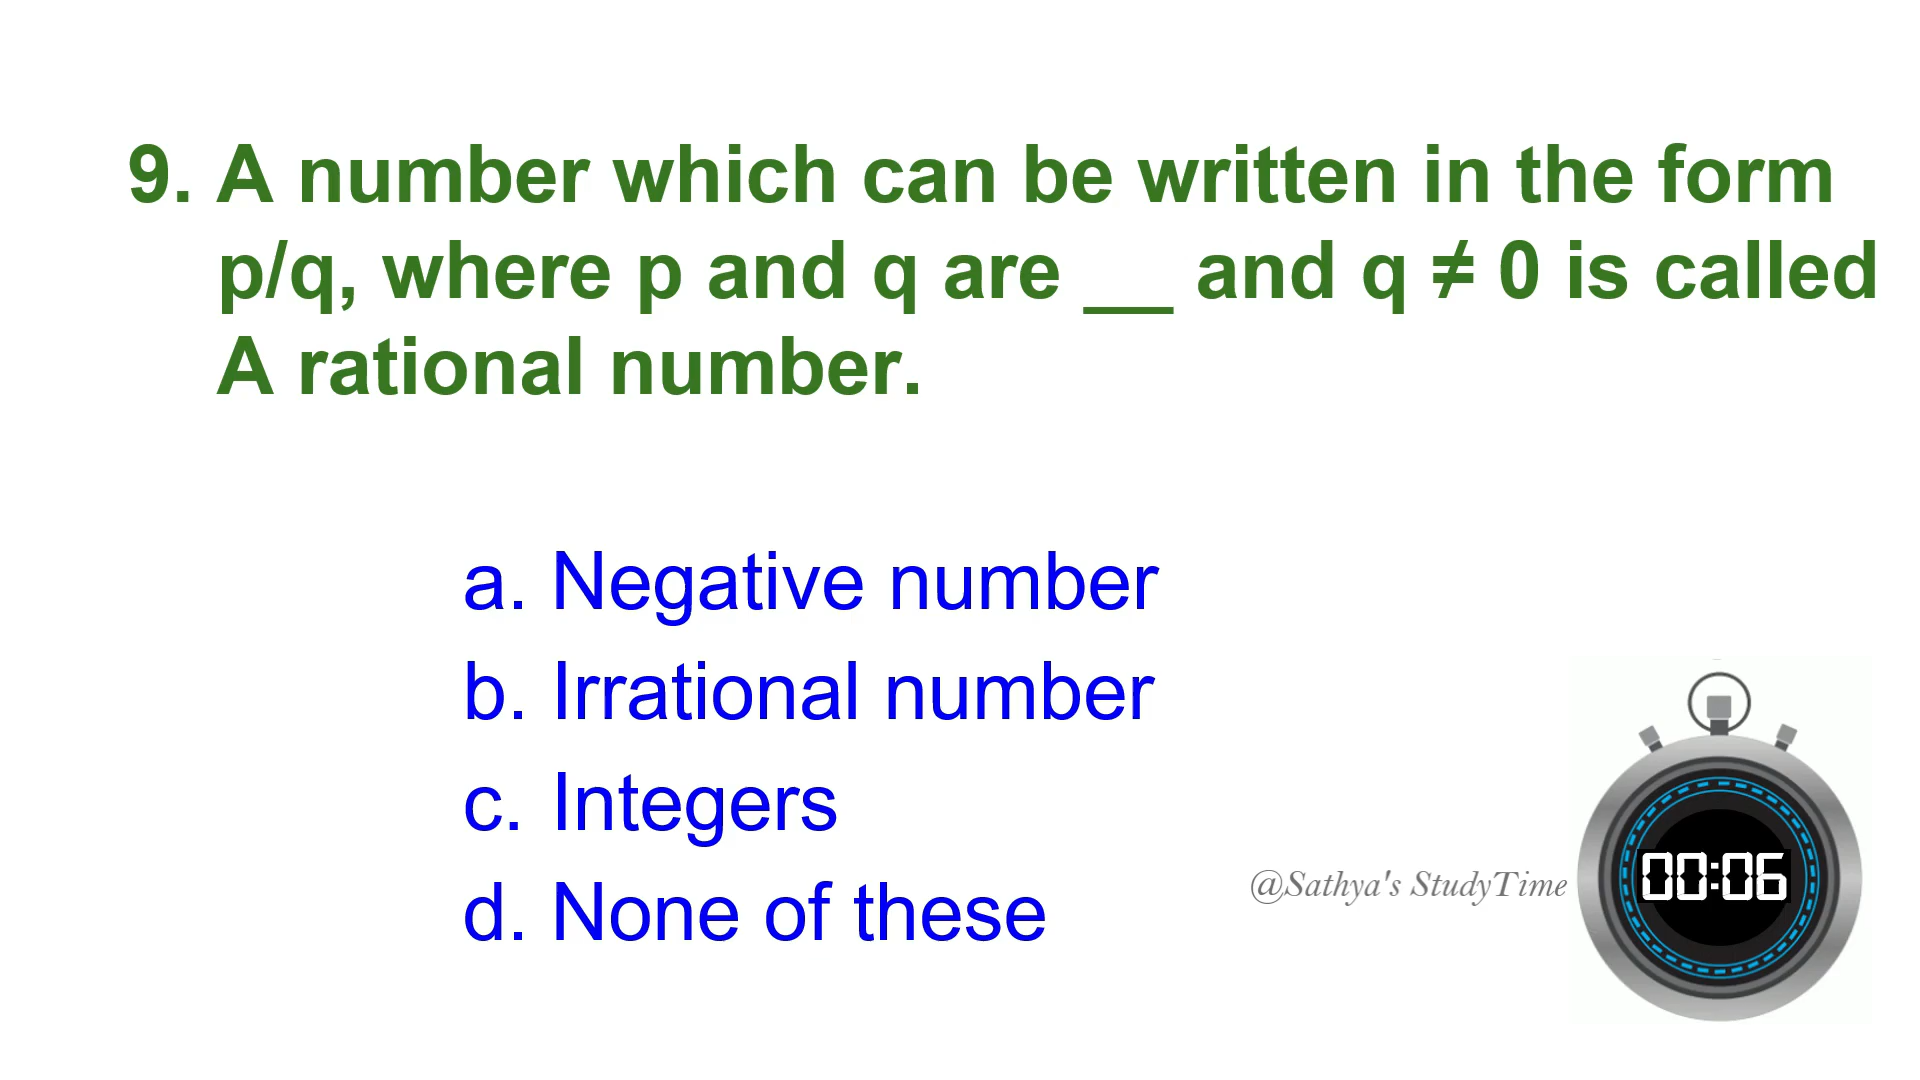 9. A number which can be written in the form
p/q, where p and q are __ and q ≠ 0 is called
A rational number.
a. Negative number
b. Irrational number
c. Integers
d. None of these
@Sathya's StudyTime
00:06